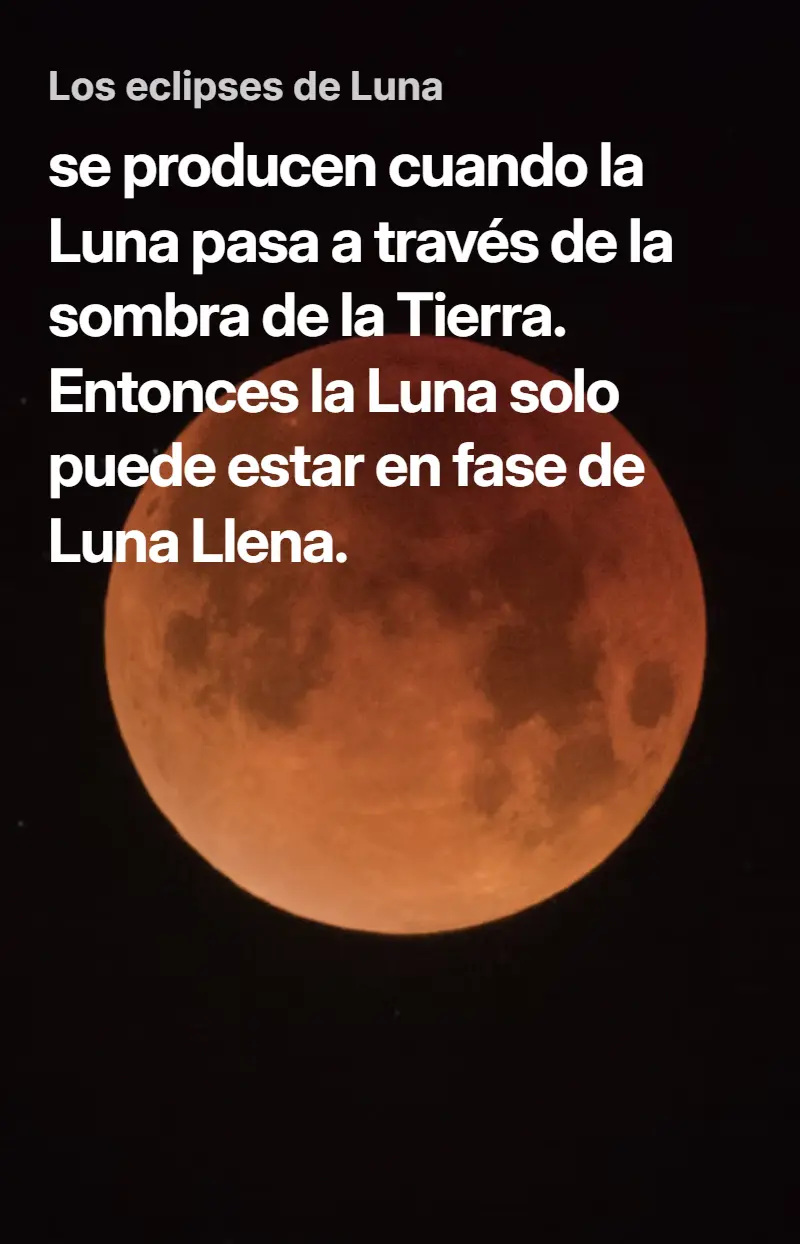 Los eclipses de Luna
se producen cuando la
Luna pasa a través de la
sombra de la Tierra.
Entonces la Luna solo
puede estar en fase de
Luna Llena.